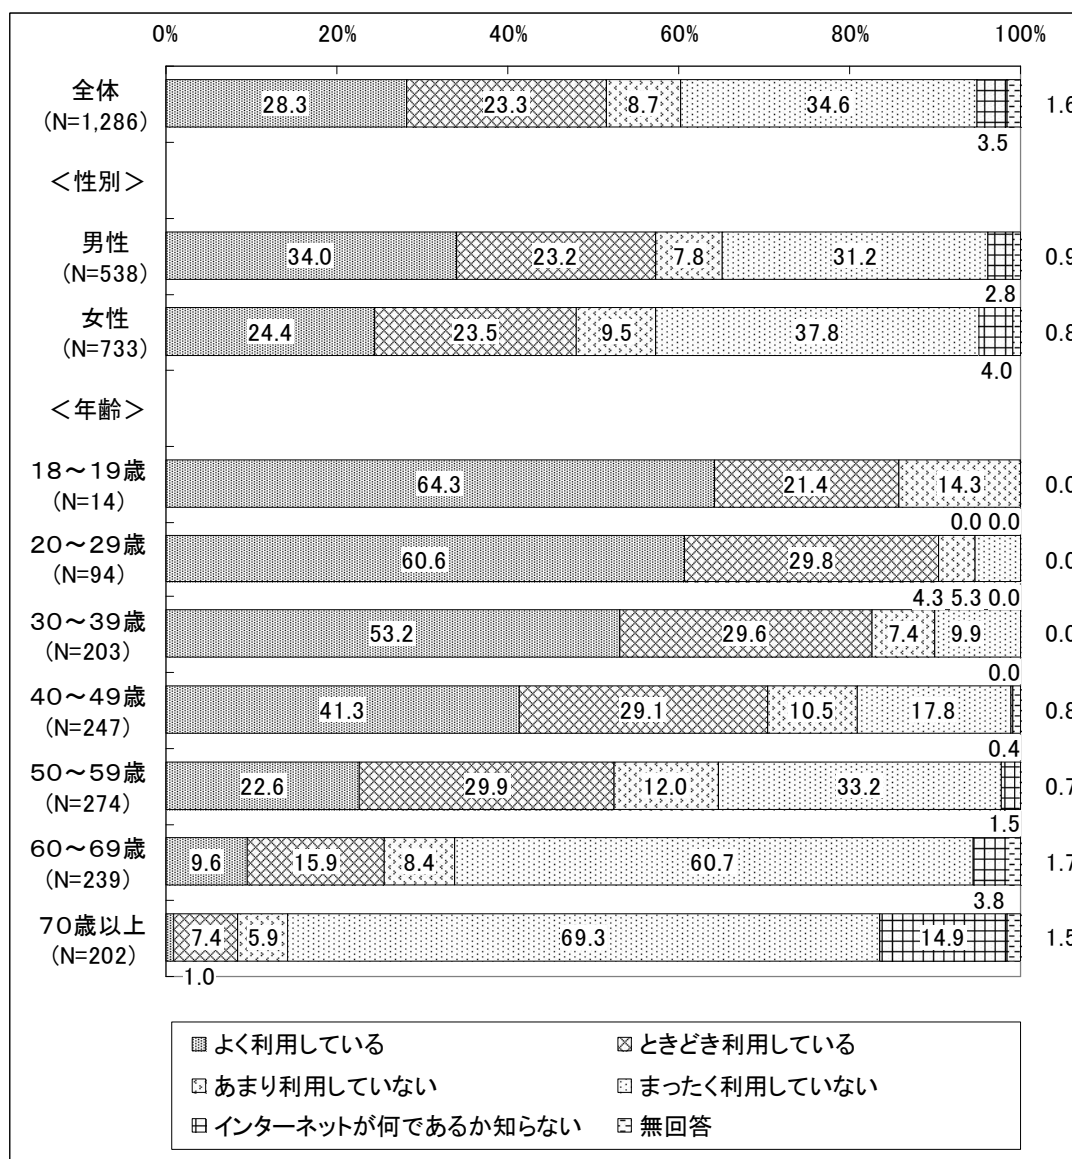 0% 20% 40% 60% 80% 100%
全体
(N=1,286)
28.3 23.3 8.7 34.6 1.6
3.5
＜性別＞
男性
(N=538)
34.0 23.2 7.8 31.2 0.9
2.8
女性
(N=733)
24.4 23.5 9.5 37.8 0.8
4.0
＜年齢＞
18～19歳
(N=14)
64.3 21.4 14.3 0.0
0.0 0.0
20～29歳
(N=94)
60.6 29.8 0.0
4.3 5.3 0.0
30～39歳
(N=203)
53.2 29.6 7.4 9.9 0.0
0.0
40～49歳
(N=247)
41.3 29.1 10.5 17.8 0.8
0.4
50～59歳
(N=274)
22.6 29.9 12.0 33.2 0.7
1.5
60～69歳
(N=239)
9.6 15.9 8.4 60.7 1.7
3.8
70歳以上
(N=202)
7.4 5.9 69.3 14.9 1.5
1.0
よく利用している ときどき利用している
あまり利用していない まったく利用していない
インターネットが何であるか知らない 無回答